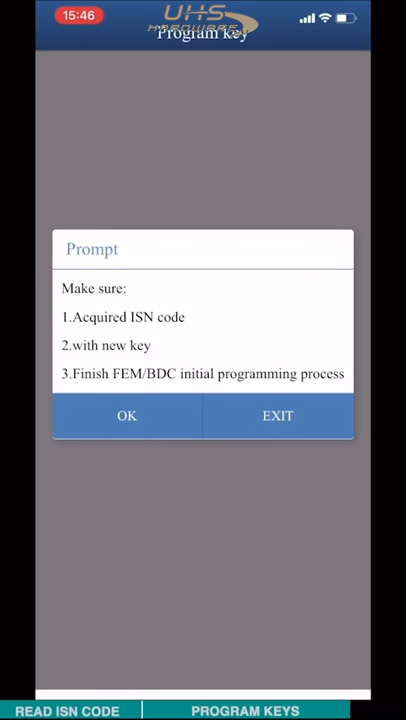 15:46
UHS
HARDWARE
Program key
Prompt
Make sure:
1.Acquired ISN code
2.with new key
3.Finish FEM/BDC initial programming process
OK
EXIT
READ ISN CODE
PROGRAM KEYS